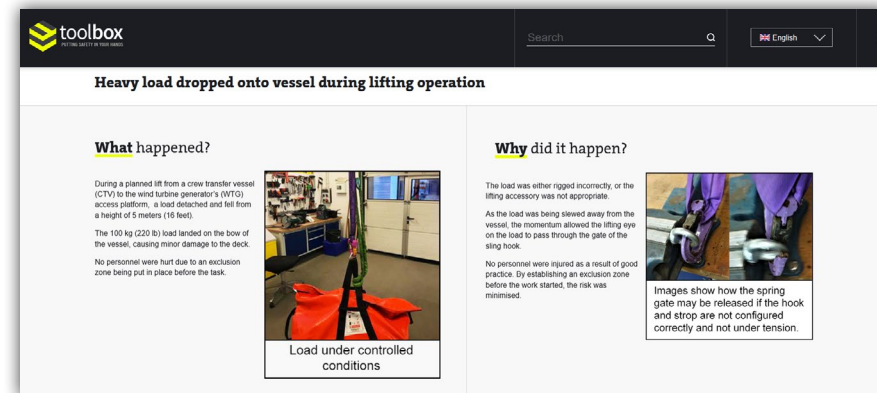 toolbox
PUTTING SAFETY IN YOUR HANDS
Search
English
Heavy load dropped onto vessel during lifting operation
What happened?
During a planned lift from a crew transfer vessel
(CTV) to the wind turbine generator's (WTG)
access platform, a load detached and fell from
a height of 5 meters (16 feet).
The 100 kg (220 lb) load landed on the bow of
the vessel, causing minor damage to the deck.
No personnel were hurt due to an exclusion
zone being put in place before the task.
Load under controlled
conditions
Why did it happen?
The load was either rigged incorrectly, or the
lifting accessory was not appropriate.
As the load was being slewed away from the
vessel, the momentum allowed the lifting eye
on the load to pass through the gate of the
sling hook.
No personnel were injured as a result of good
practice. By establishing an exclusion zone
before the work started, the risk was
minimised.
Images show how the spring
gate may be released if the hook
and strop are not configured
correctly and not under tension.